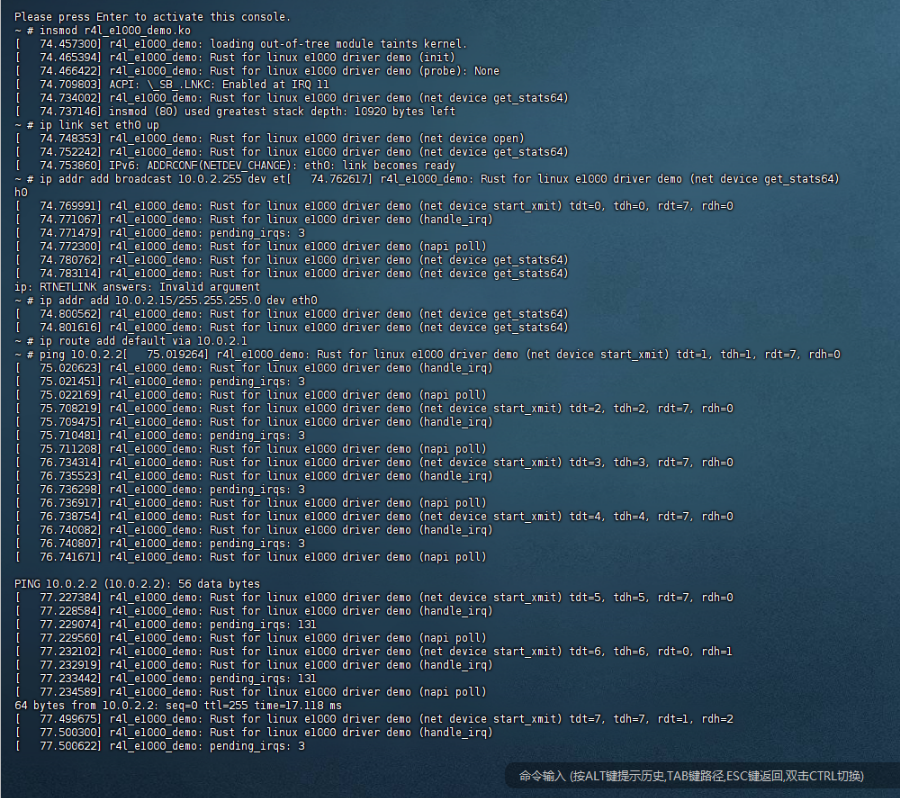 Please press Enter to activate this console.
~ # insmod r4l_e1000_demo.ko
[   74.457300] r4l_e1000_demo: loading out-of-tree module taints kernel.
[   74.465394] r4l_e1000_demo: Rust for linux e1000 driver demo (init)
[   74.466422] r4l_e1000_demo: Rust for linux e1000 driver demo (probe): None
[   74.709803] ACPI: \_SB_.LNKC: Enabled at IRQ 11
[   74.734002] r4l_e1000_demo: Rust for linux e1000 driver demo (net device get_stats64)
[   74.737146] insmod (80) used greatest stack depth: 10920 bytes left
~ # ip link set eth0 up
[   74.748353] r4l_e1000_demo: Rust for linux e1000 driver demo (net device open)
[   74.752242] r4l_e1000_demo: Rust for linux e1000 driver demo (net device get_stats64)
[   74.753860] IPv6: ADDRCONF(NETDEV_CHANGE): eth0: link becomes ready
~ # ip addr add broadcast 10.0.2.255 dev et[   74.762617] r4l_e1000_demo: Rust for linux e1000 driver demo (net device get_stats64)
h0
[   74.769991] r4l_e1000_demo: Rust for linux e1000 driver demo (net device start_xmit) tdt=0, tdh=0, rdt=7, rdh=0
[   74.771067] r4l_e1000_demo: Rust for linux e1000 driver demo (handle_irq)
[   74.771479] r4l_e1000_demo: pending_irqs: 3
[   74.772300] r4l_e1000_demo: Rust for linux e1000 driver demo (napi poll)
[   74.780762] r4l_e1000_demo: Rust for linux e1000 driver demo (net device get_stats64)
[   74.783114] r4l_e1000_demo: Rust for linux e1000 driver demo (net device get_stats64)
ip: RTNETLINK answers: Invalid argument
~ # ip addr add 10.0.2.15/255.255.255.0 dev eth0
[   74.800562] r4l_e1000_demo: Rust for linux e1000 driver demo (net device get_stats64)
[   74.801616] r4l_e1000_demo: Rust for linux e1000 driver demo (net device get_stats64)
~ # ip route add default via 10.0.2.1
~ # ping 10.0.2.2[   75.019264] r4l_e1000_demo: Rust for linux e1000 driver demo (net device start_xmit) tdt=1, tdh=1, rdt=7, rdh=0
[   75.020623] r4l_e1000_demo: Rust for linux e1000 driver demo (handle_irq)
[   75.021451] r4l_e1000_demo: pending_irqs: 3
[   75.022169] r4l_e1000_demo: Rust for linux e1000 driver demo (napi poll)
[   75.708219] r4l_e1000_demo: Rust for linux e1000 driver demo (net device start_xmit) tdt=2, tdh=2, rdt=7, rdh=0
[   75.709475] r4l_e1000_demo: Rust for linux e1000 driver demo (handle_irq)
[   75.710481] r4l_e1000_demo: pending_irqs: 3
[   75.711208] r4l_e1000_demo: Rust for linux e1000 driver demo (napi poll)
[   76.734314] r4l_e1000_demo: Rust for linux e1000 driver demo (net device start_xmit) tdt=3, tdh=3, rdt=7, rdh=0
[   76.735523] r4l_e1000_demo: Rust for linux e1000 driver demo (handle_irq)
[   76.736298] r4l_e1000_demo: pending_irqs: 3
[   76.736917] r4l_e1000_demo: Rust for linux e1000 driver demo (napi poll)
[   76.738754] r4l_e1000_demo: Rust for linux e1000 driver demo (net device start_xmit) tdt=4, tdh=4, rdt=7, rdh=0
[   76.740082] r4l_e1000_demo: Rust for linux e1000 driver demo (handle_irq)
[   76.740807] r4l_e1000_demo: pending_irqs: 3
[   76.741671] r4l_e1000_demo: Rust for linux e1000 driver demo (napi poll)
PING 10.0.2.2 (10.0.2.2): 56 data bytes
[   77.227384] r4l_e1000_demo: Rust for linux e1000 driver demo (net device start_xmit) tdt=5, tdh=5, rdt=7, rdh=0
[   77.228584] r4l_e1000_demo: Rust for linux e1000 driver demo (handle_irq)
[   77.229074] r4l_e1000_demo: pending_irqs: 131
[   77.229560] r4l_e1000_demo: Rust for linux e1000 driver demo (napi poll)
[   77.232102] r4l_e1000_demo: Rust for linux e1000 driver demo (net device start_xmit) tdt=6, tdh=6, rdt=0, rdh=1
[   77.232919] r4l_e1000_demo: Rust for linux e1000 driver demo (handle_irq)
[   77.233442] r4l_e1000_demo: pending_irqs: 131
[   77.234589] r4l_e1000_demo: Rust for linux e1000 driver demo (napi poll)
64 bytes from 10.0.2.2: seq=0 ttl=255 time=17.118 ms
[   77.499675] r4l_e1000_demo: Rust for linux e1000 driver demo (net device start_xmit) tdt=7, tdh=7, rdt=1, rdh=2
[   77.500300] r4l_e1000_demo: Rust for linux e1000 driver demo (handle_irq)
[   77.500622] r4l_e1000_demo: pending_irqs: 3
命令输入 (按ALT键提示历史,TAB键路径,ESC键返回,双击CTRL切换)